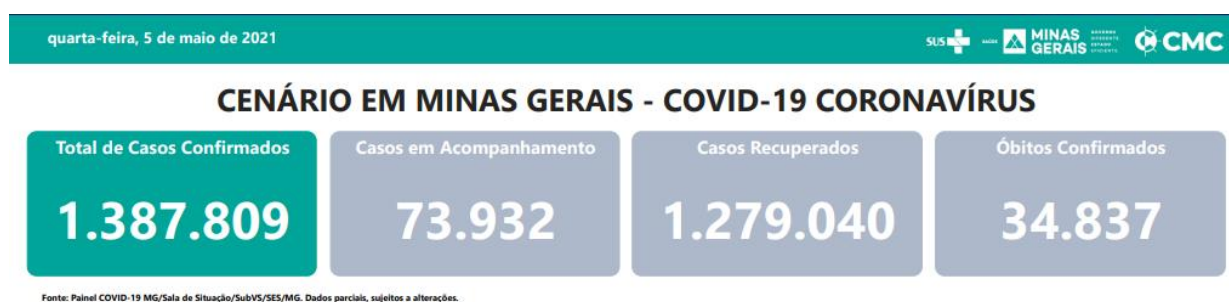 quarta-feira, 5 de maio de 2021
SUS
MINAS GERAIS
CMC
CENÁRIO EM MINAS GERAIS - COVID-19 CORONAVÍRUS
Total de Casos Confirmados
1.387.809
Casos em Acompanhamento
73.932
Casos Recuperados
1.279.040
Óbitos Confirmados
34.837
Fonte: Painel COVID-19 MG/Sala de Situação/SubVS/SES/MG. Dados parciais, sujeitos a alterações.